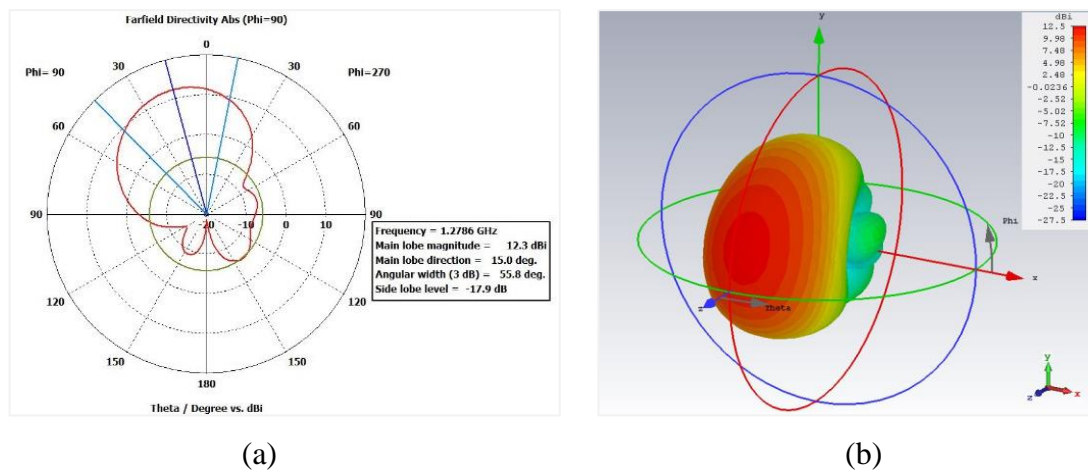 Farfield Directivity Abs (Phi=90)
0
Phi= 90
30
30
Phi=270
60
60
90
-20
-10
0
10
90
120
120
150
150
180
Theta / Degree vs. dBi
Frequency = 1.2786 GHz
Main lobe magnitude = 12.3 dBi
Main lobe direction = 15.0 deg.
Angular width (3 dB) = 55.8 deg.
Side lobe level = -17.9 dB
(a)
y
Phi
x
z
Theta
dBi
12.5
9.98
7.45
4.93
2.40
-0.0236
-2.52
-5.02
-7.52
-10
-12.5
-15
-17.5
-20
-22.5
-25
-27.5
y
x
z
(b)